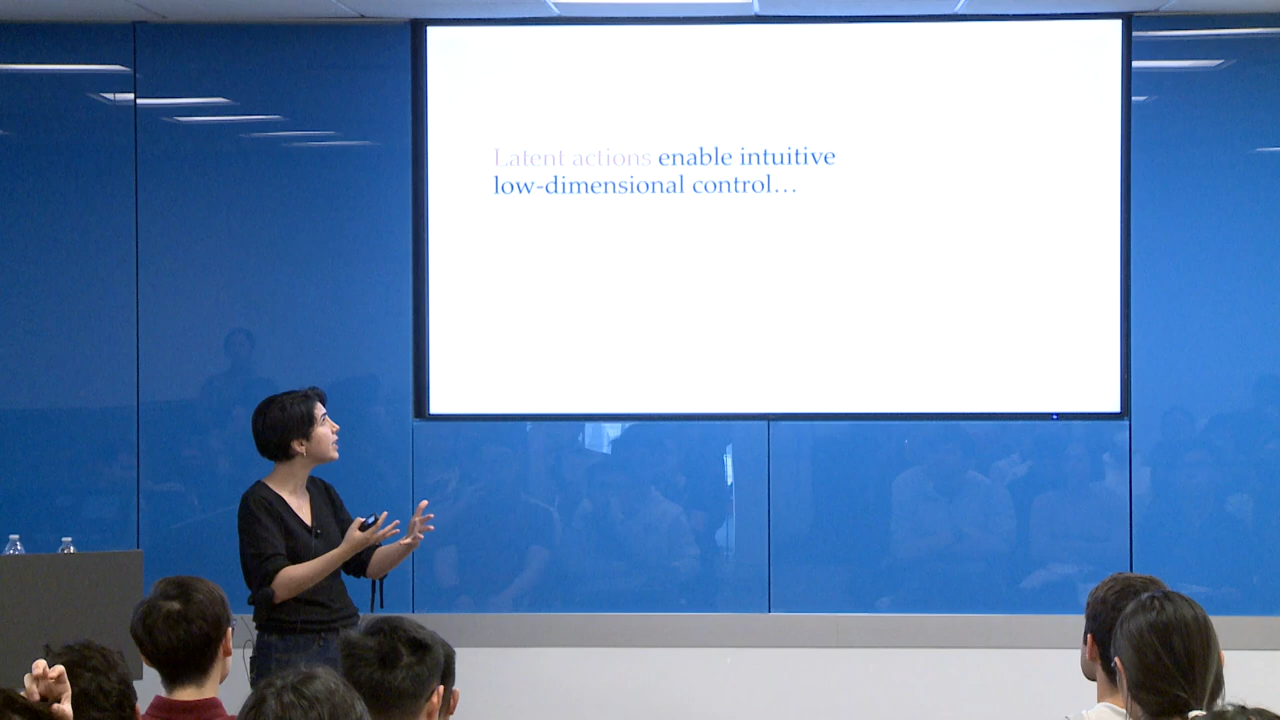 Latent actions enable intuitive
low-dimensional control…